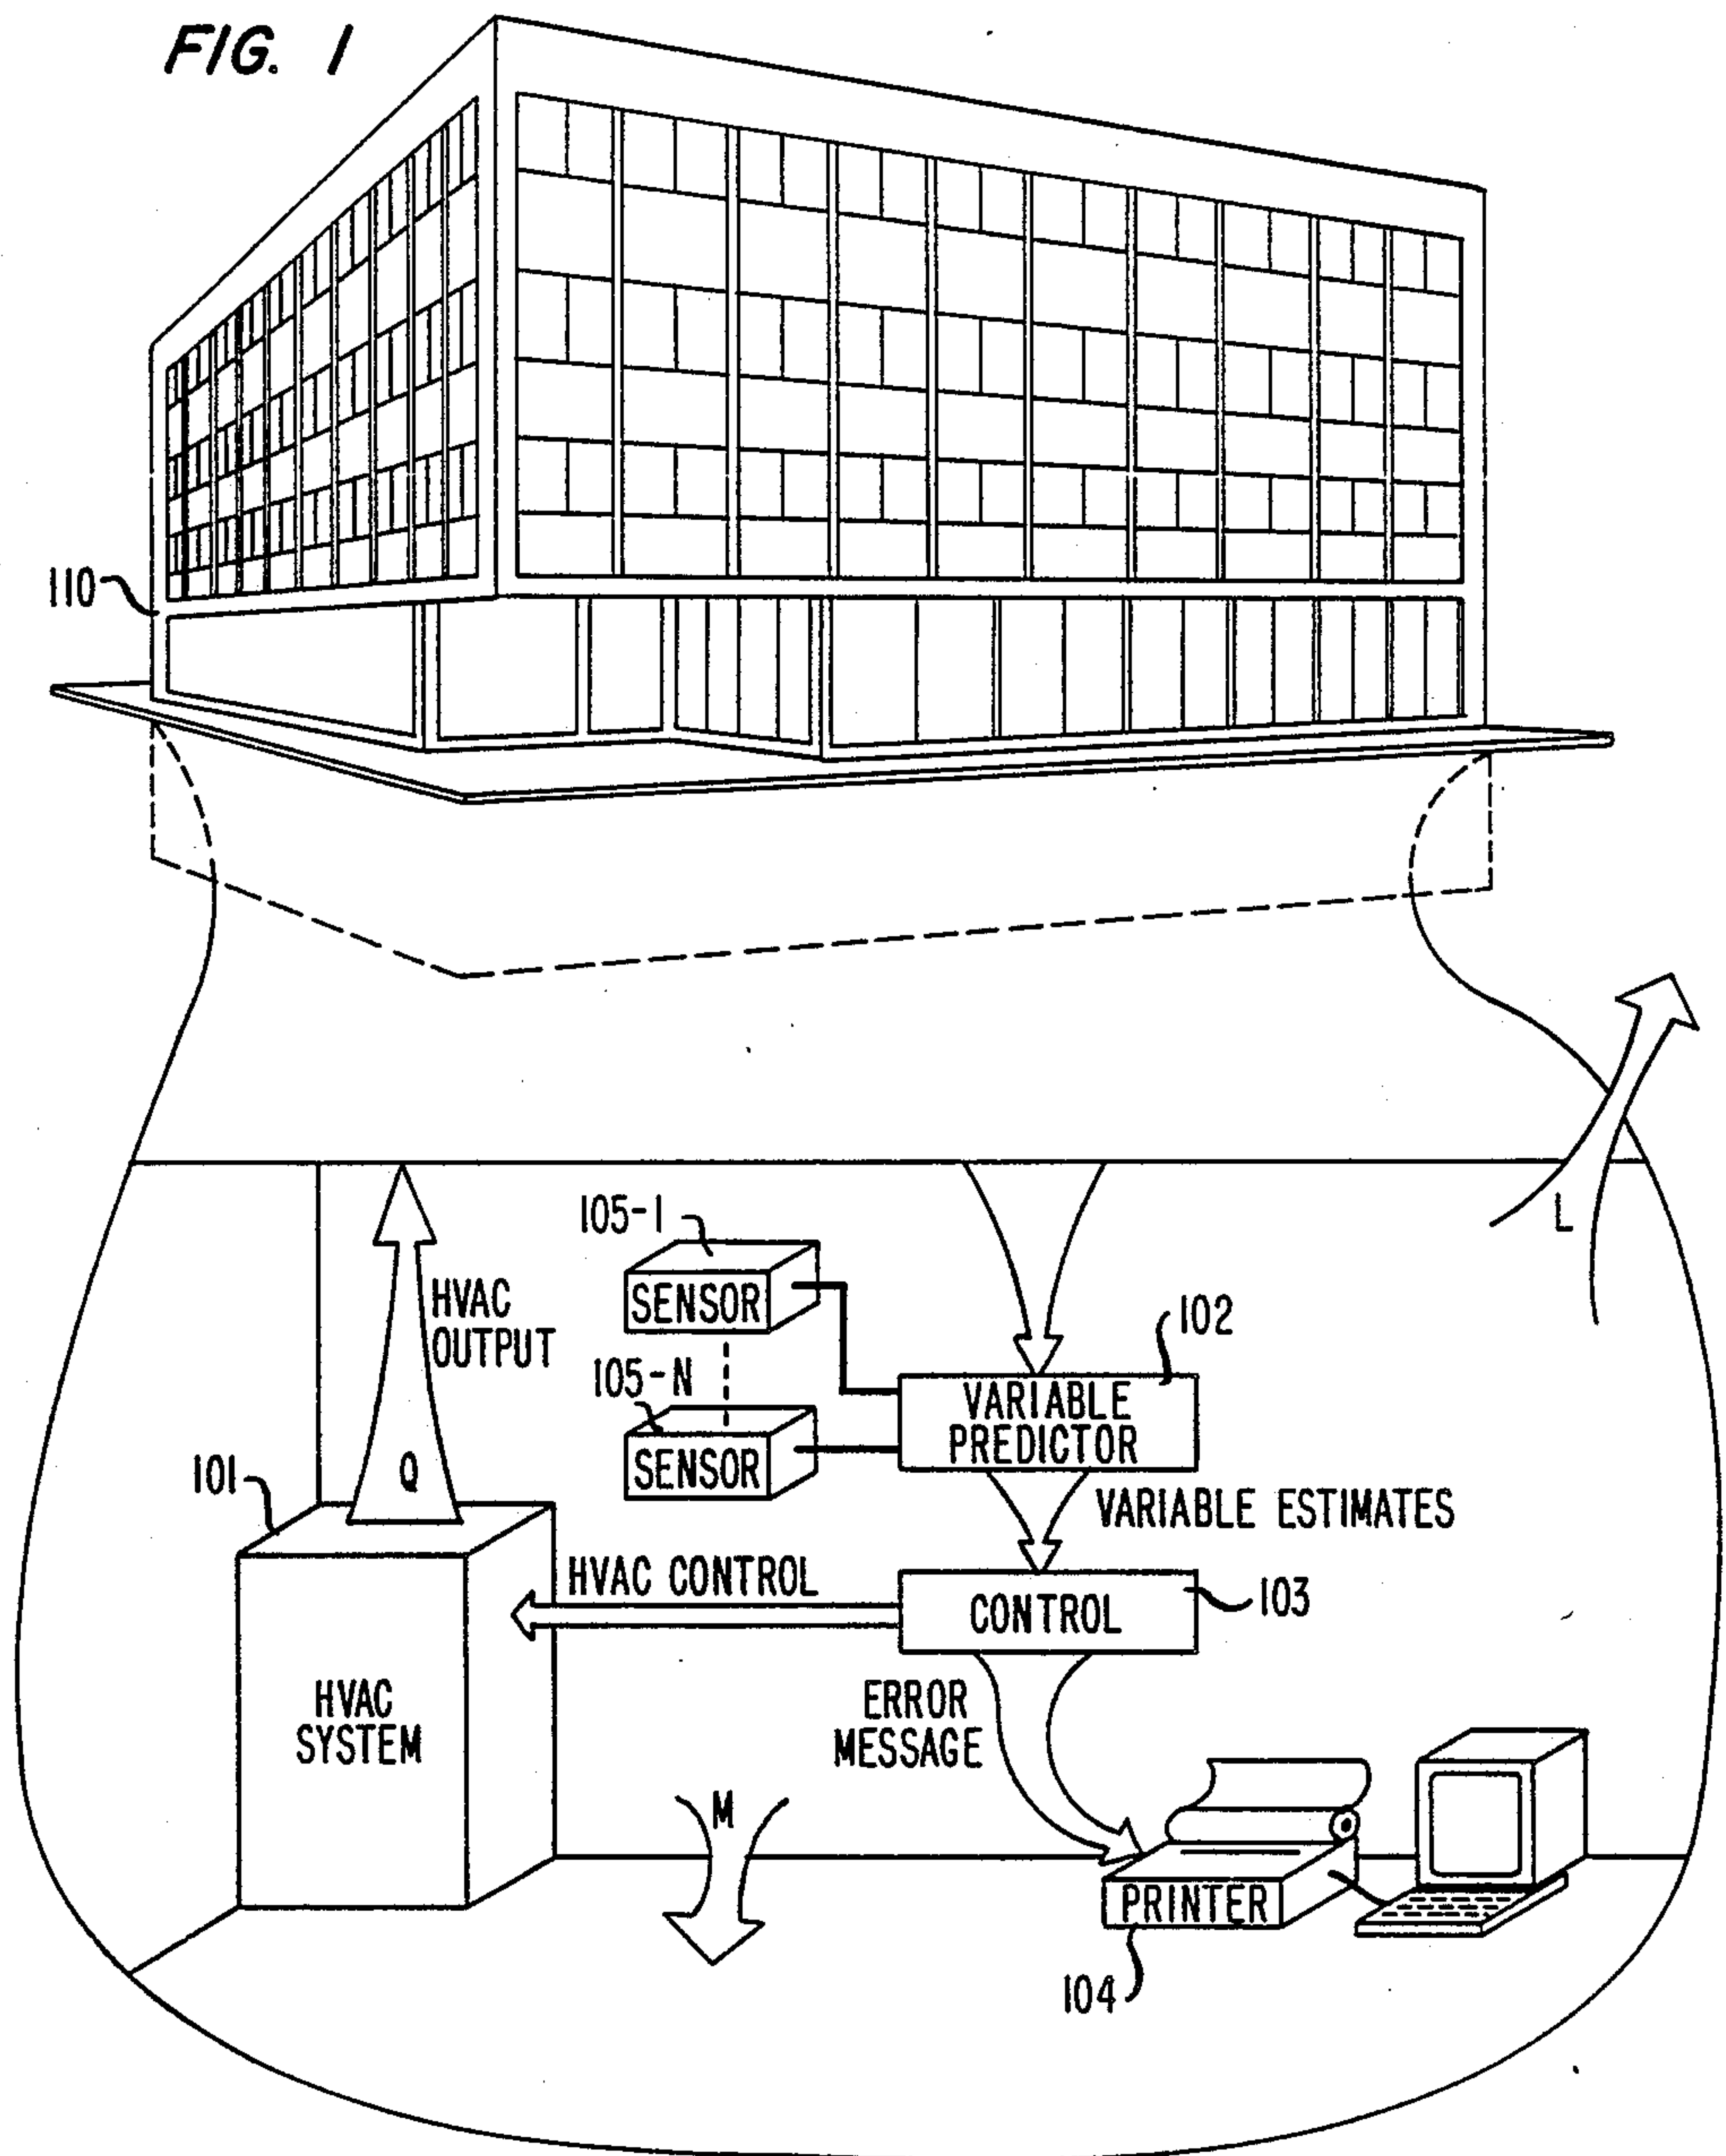 FIG. 1
110
105-1
SENSOR
HVAC
OUTPUT
102
105-N
SENSOR
VARIABLE
PREDICTOR
L
101
Q
VARIABLE ESTIMATES
HVAC CONTROL
CONTROL
103
HVAC
SYSTEM
ERROR
MESSAGE
M
PRINTER
104